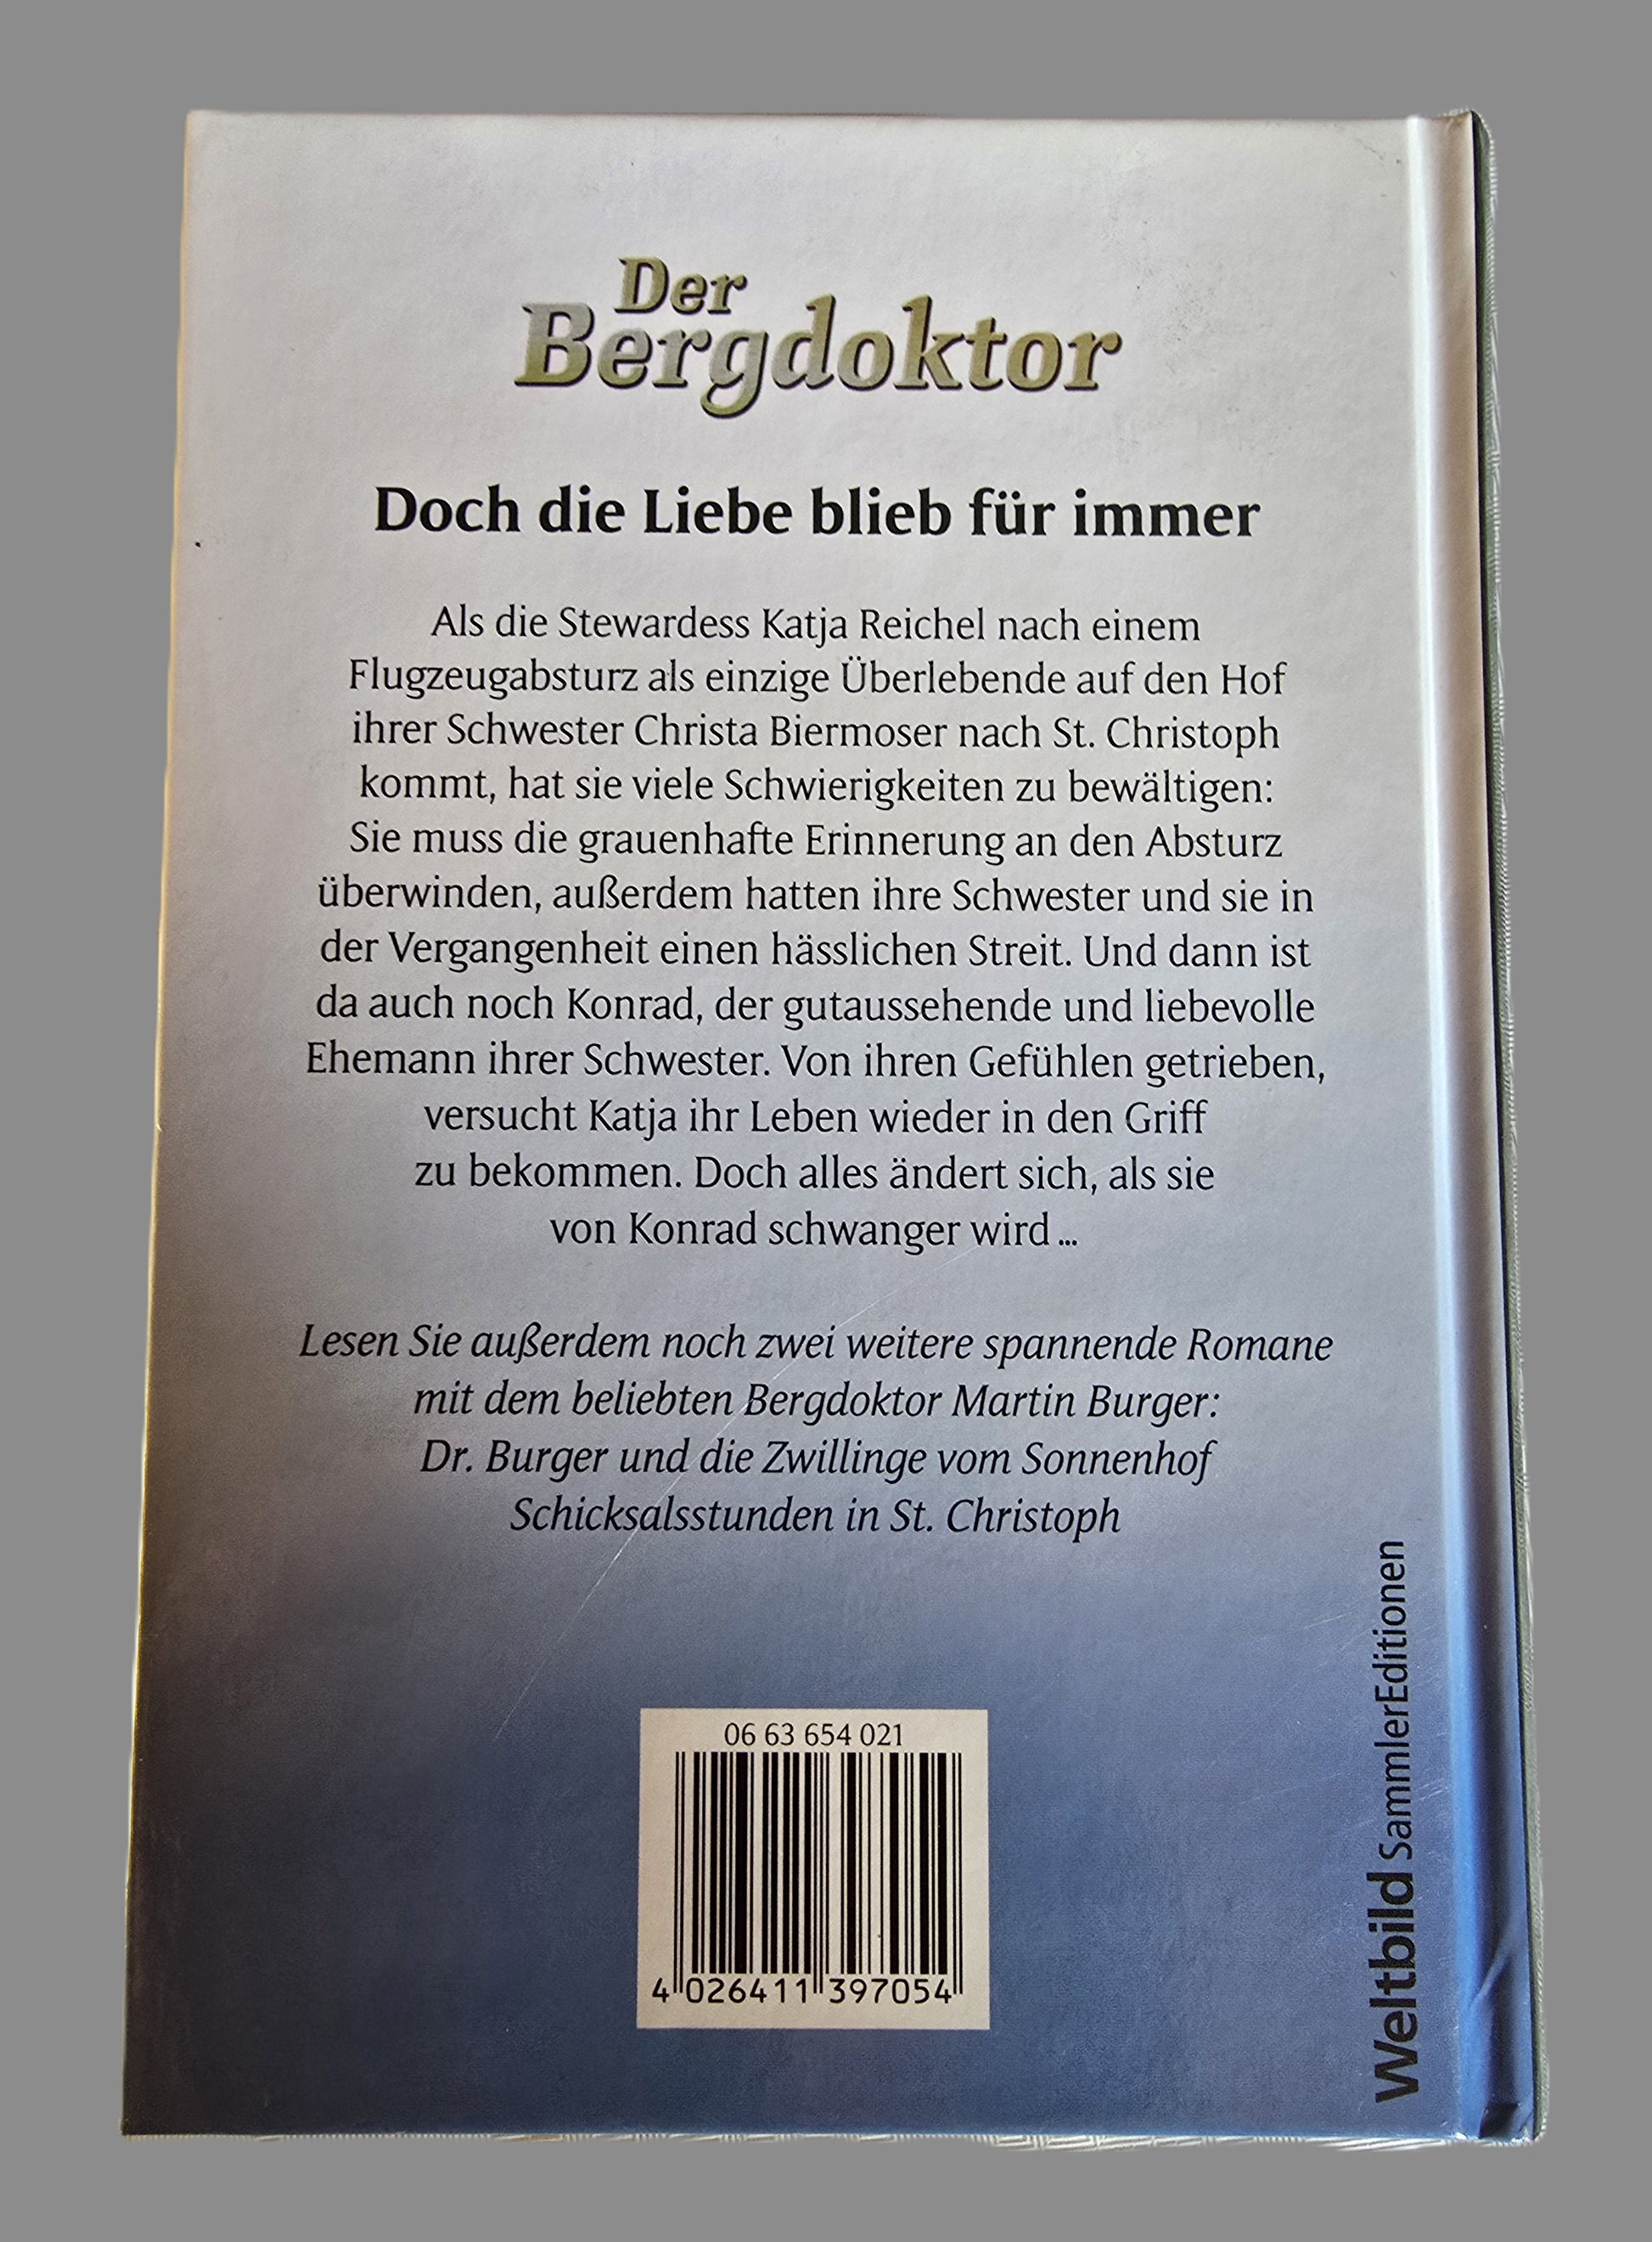 Der
Bergdoktor
Doch die Liebe blieb für immer
Als die Stewardess Katja Reichel nach einem
Flugzeugabsturz als einzige Überlebende auf den Hof
ihrer Schwester Christa Biermoser nach St. Christoph
kommt, hat sie viele Schwierigkeiten zu bewältigen:
Sie muss die grauenhafte Erinnerung an den Absturz
überwinden, außerdem hatten ihre Schwester und sie in
der Vergangenheit einen hässlichen Streit. Und dann ist
da auch noch Konrad, der gutaussehende und liebevolle
Ehemann ihrer Schwester. Von ihren Gefühlen getrieben,
versucht Katja ihr Leben wieder in den Griff
zu bekommen. Doch alles ändert sich, als sie
von Konrad schwanger wird ...
Lesen Sie außerdem noch zwei weitere spannende Romane
mit dem beliebten Bergdoktor Martin Burger:
Dr. Burger und die Zwillinge vom Sonnenhof
Schicksalsstunden in St. Christoph
06 63 654 021
4 026411 397054
Weltbild SammlerEditionen